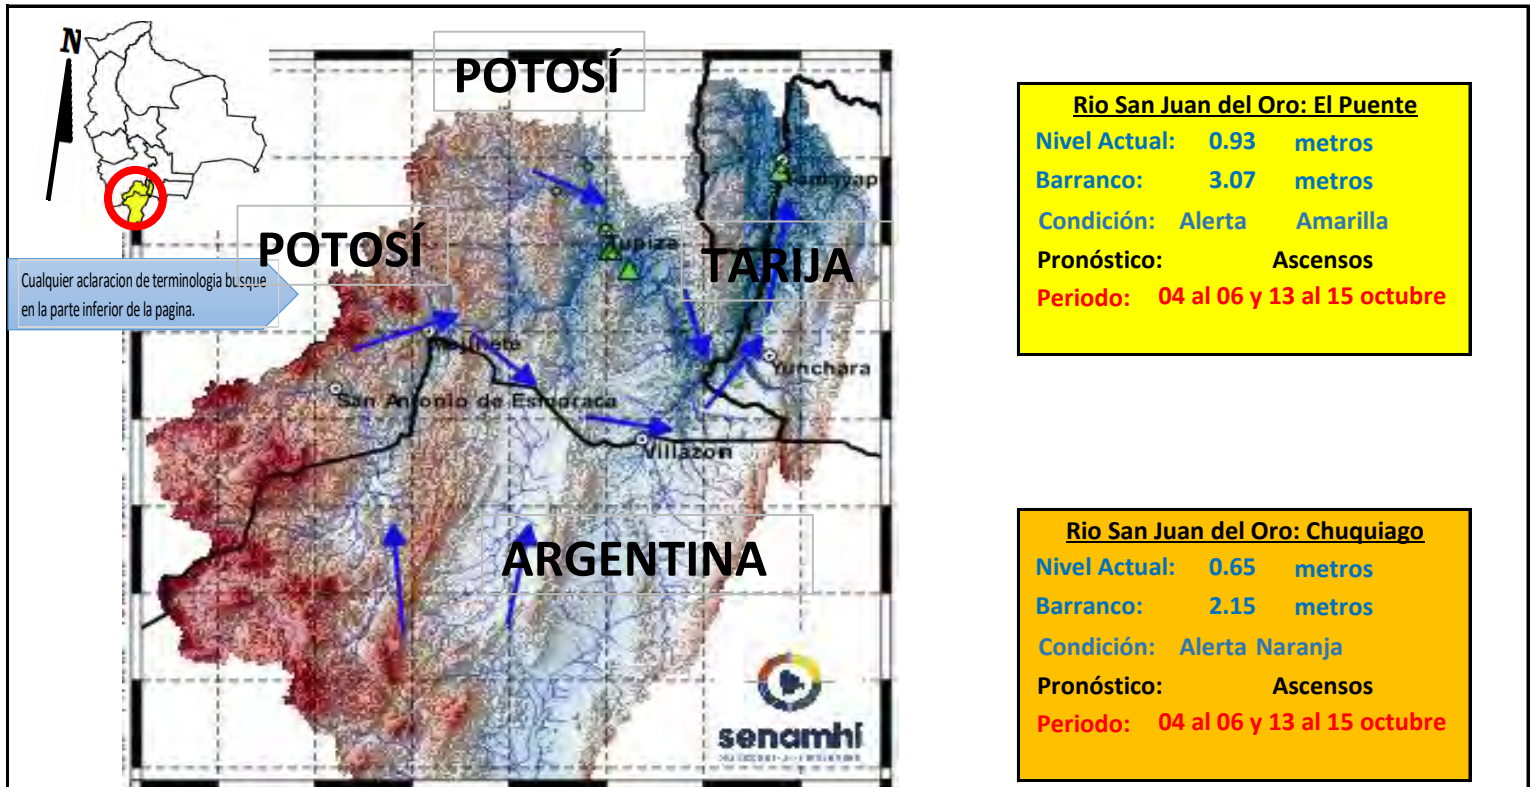 N
POTOSÍ
POTOSÍ
TARIJA
ARGENTINA
Cualquier aclaracion de terminologia busque
en la parte inferior de la pagina.
Tupiza
Yunchara
San Antonio de Esmoraca
Villazon
senamhí
Rio San Juan del Oro: El Puente
Nivel Actual: 0.93 metros
Barranco: 3.07 metros
Condición: Alerta Amarilla
Pronóstico: Ascensos
Periodo: 04 al 06 y 13 al 15 octubre
Rio San Juan del Oro: Chuquiago
Nivel Actual: 0.65 metros
Barranco: 2.15 metros
Condición: Alerta Naranja
Pronóstico: Ascensos
Periodo: 04 al 06 y 13 al 15 octubre